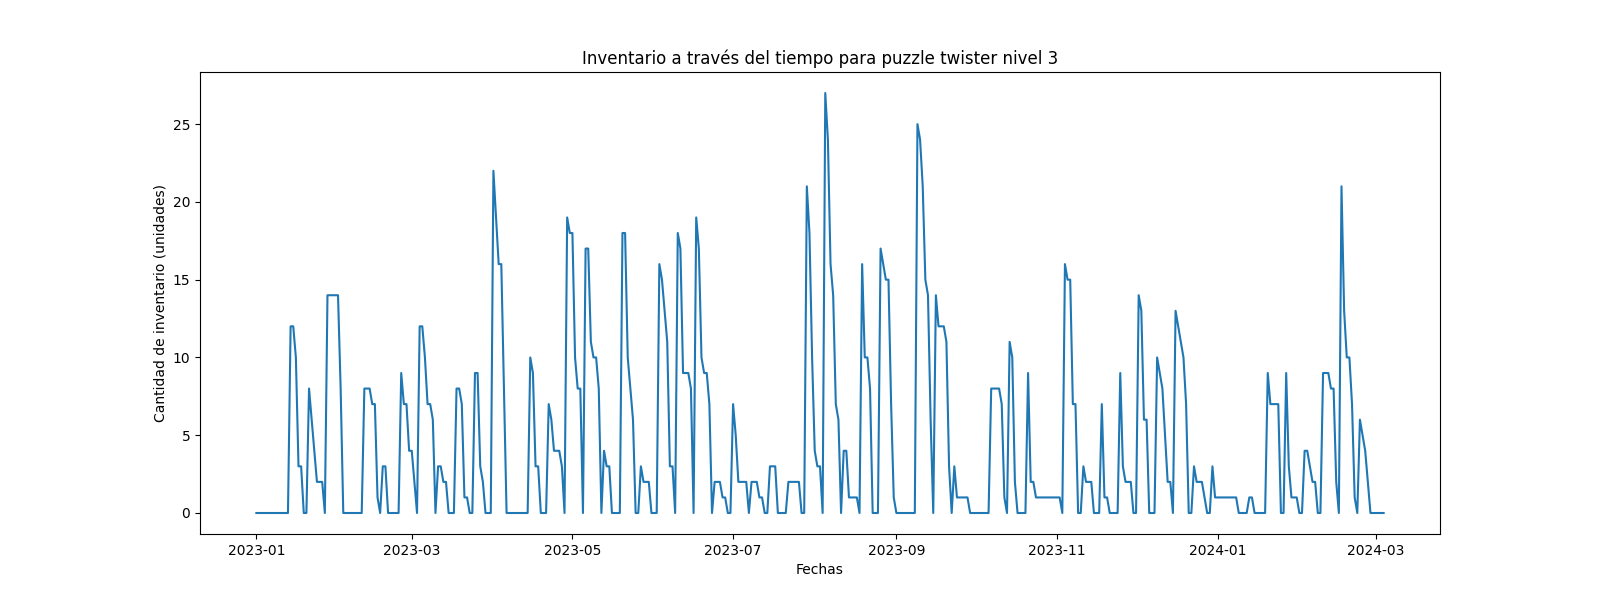 Inventario a través del tiempo para puzzle twister nivel 3
Cantidad de inventario (unidades)
25
20
15
10
5
0
2023-01 2023-03 2023-05 2023-07 2023-09 2023-11 2024-01 2024-03
Fechas